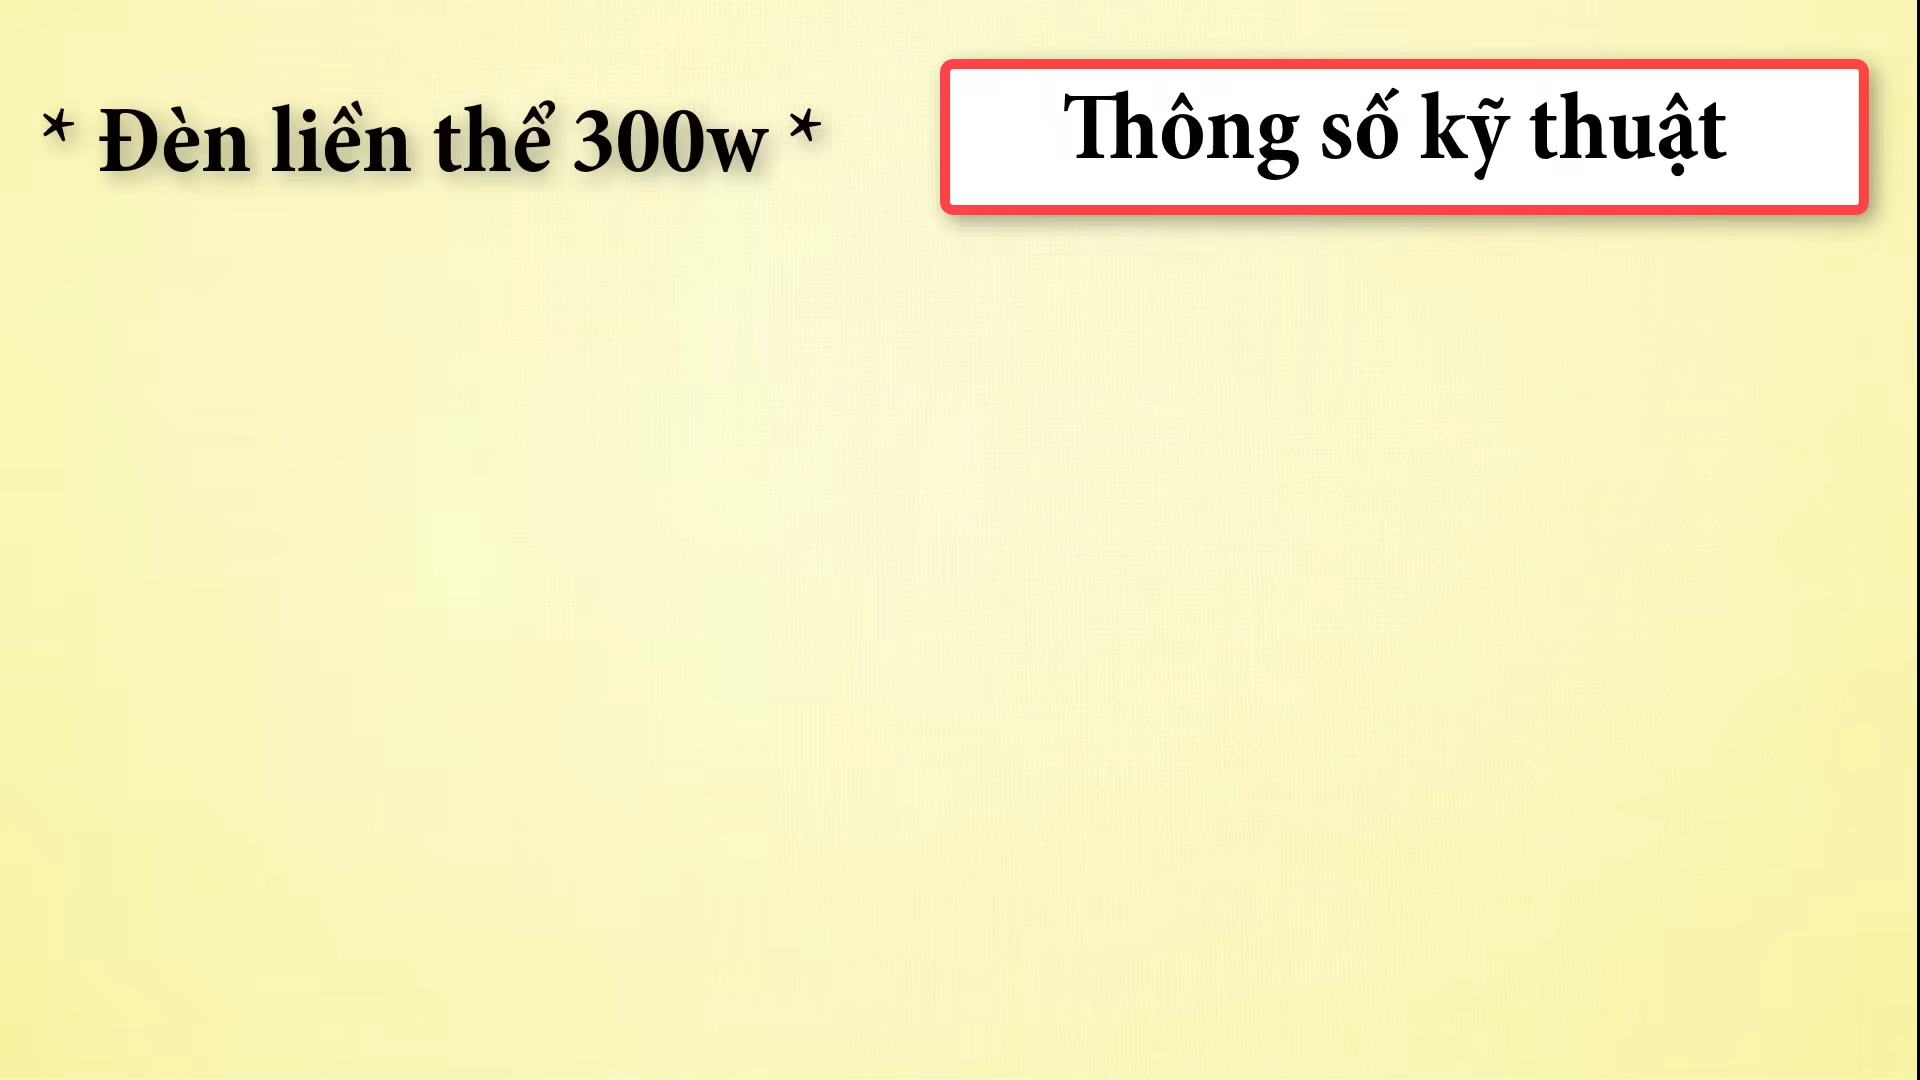 * Đèn liền thể 300w *
Thông số kỹ thuật